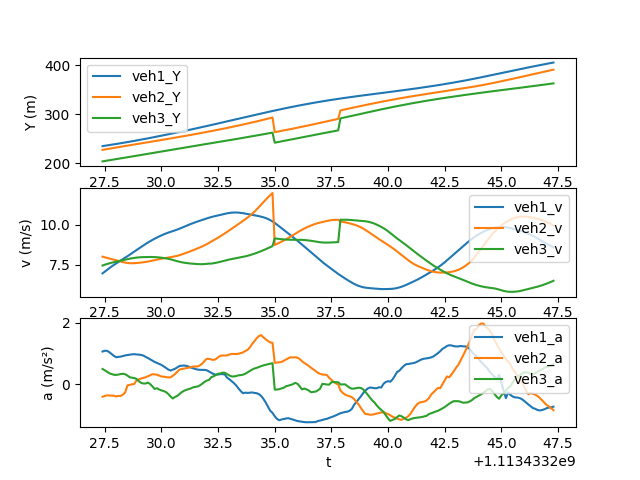 400
300
200
Y (m)
veh1_Y
veh2_Y
veh3_Y
27.5 30.0 32.5 35.0 37.5 40.0 42.5 45.0 47.5
10.0
7.5
v (m/s)
veh1_v
veh2_v
veh3_v
27.5 30.0 32.5 35.0 37.5 40.0 42.5 45.0 47.5
2
0
a (m/s²)
veh1_a
veh2_a
veh3_a
27.5 30.0 32.5 35.0 37.5 40.0 42.5 45.0 47.5
t
+1.1134332e9